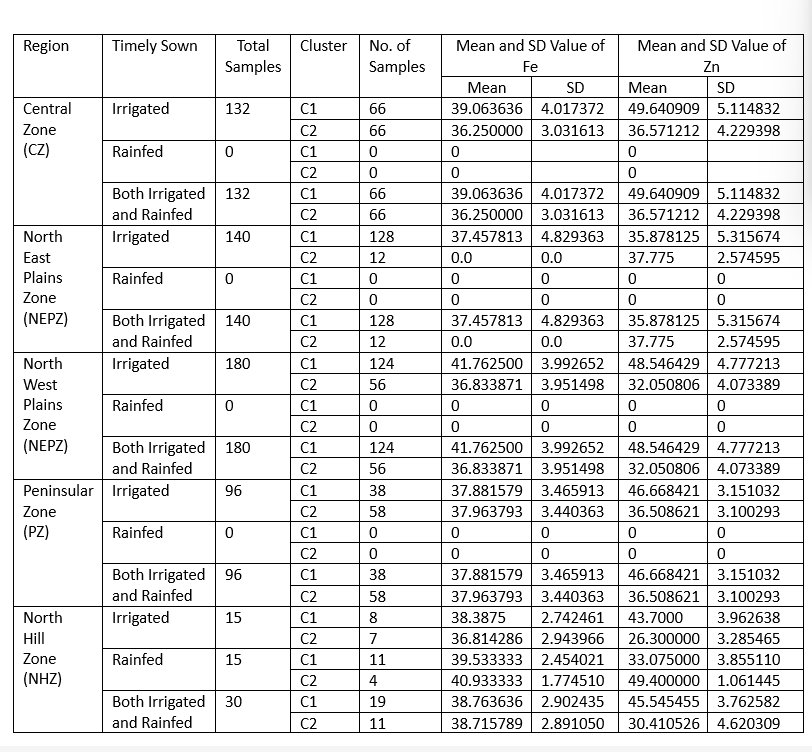 Region Timely Sown Total Samples Cluster No. of Samples Mean and SD Value of Fe Mean and SD Value of Zn
Mean SD Mean SD
Central Zone (CZ) Irrigated 132 C1 66 39.063636 4.017372 49.640909 5.114832
C2 66 36.250000 3.031613 36.571212 4.229398
Rainfed 0 C1 0 0 0
C2 0 0 0
Both Irrigated and Rainfed 132 C1 66 39.063636 4.017372 49.640909 5.114832
C2 66 36.250000 3.031613 36.571212 4.229398
North East Plains Zone (NEPZ) Irrigated 140 C1 128 37.457813 4.829363 35.878125 5.315674
C2 12 0.0 0.0 37.775 2.574595
Rainfed 0 C1 0 0 0 0 0
C2 0 0 0 0 0
Both Irrigated and Rainfed 140 C1 128 37.457813 4.829363 35.878125 5.315674
C2 12 0.0 0.0 37.775 2.574595
North West Plains Zone (NEPZ) Irrigated 180 C1 124 41.762500 3.992652 48.546429 4.777213
C2 56 36.833871 3.951498 32.050806 4.073389
Rainfed 0 C1 0 0 0 0 0
C2 0 0 0 0 0
Both Irrigated and Rainfed 180 C1 124 41.762500 3.992652 48.546429 4.777213
C2 56 36.833871 3.951498 32.050806 4.073389
Peninsular Zone (PZ) Irrigated 96 C1 38 37.881579 3.465913 46.668421 3.151032
C2 58 37.963793 3.440363 36.508621 3.100293
Rainfed 0 C1 0 0 0 0 0
C2 0 0 0 0 0
Both Irrigated and Rainfed 96 C1 38 37.881579 3.465913 46.668421 3.151032
C2 58 37.963793 3.440363 36.508621 3.100293
North Hill Zone (NHZ) Irrigated 15 C1 8 38.3875 2.742461 43.7000 3.962638
C2 7 36.814286 2.943966 26.300000 3.285465
Rainfed 15 C1 11 39.533333 2.454021 33.075000 3.855110
C2 4 40.933333 1.774510 49.400000 1.061445
Both Irrigated and Rainfed 30 C1 19 38.763636 2.902435 45.545455 3.762582
C2 11 38.715789 2.891050 30.410526 4.620309